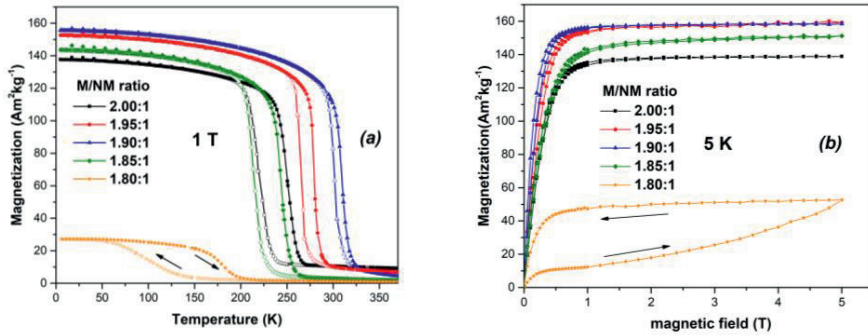 160
140
120
100
80
60
40
20
0
Magnetization (Am²kg⁻¹)
M/NM ratio
2.00:1
1.95:1
1.90:1
1.85:1
1.80:1
1 T
(a)
0 50 100 150 200 250 300 350
Temperature (K)
160
140
120
100
80
60
40
20
0
Magnetization(Am²kg⁻¹)
M/NM ratio
2.00:1
1.95:1
1.90:1
1.85:1
1.80:1
5 K
(b)
0 1 2 3 4 5
magnetic field (T)